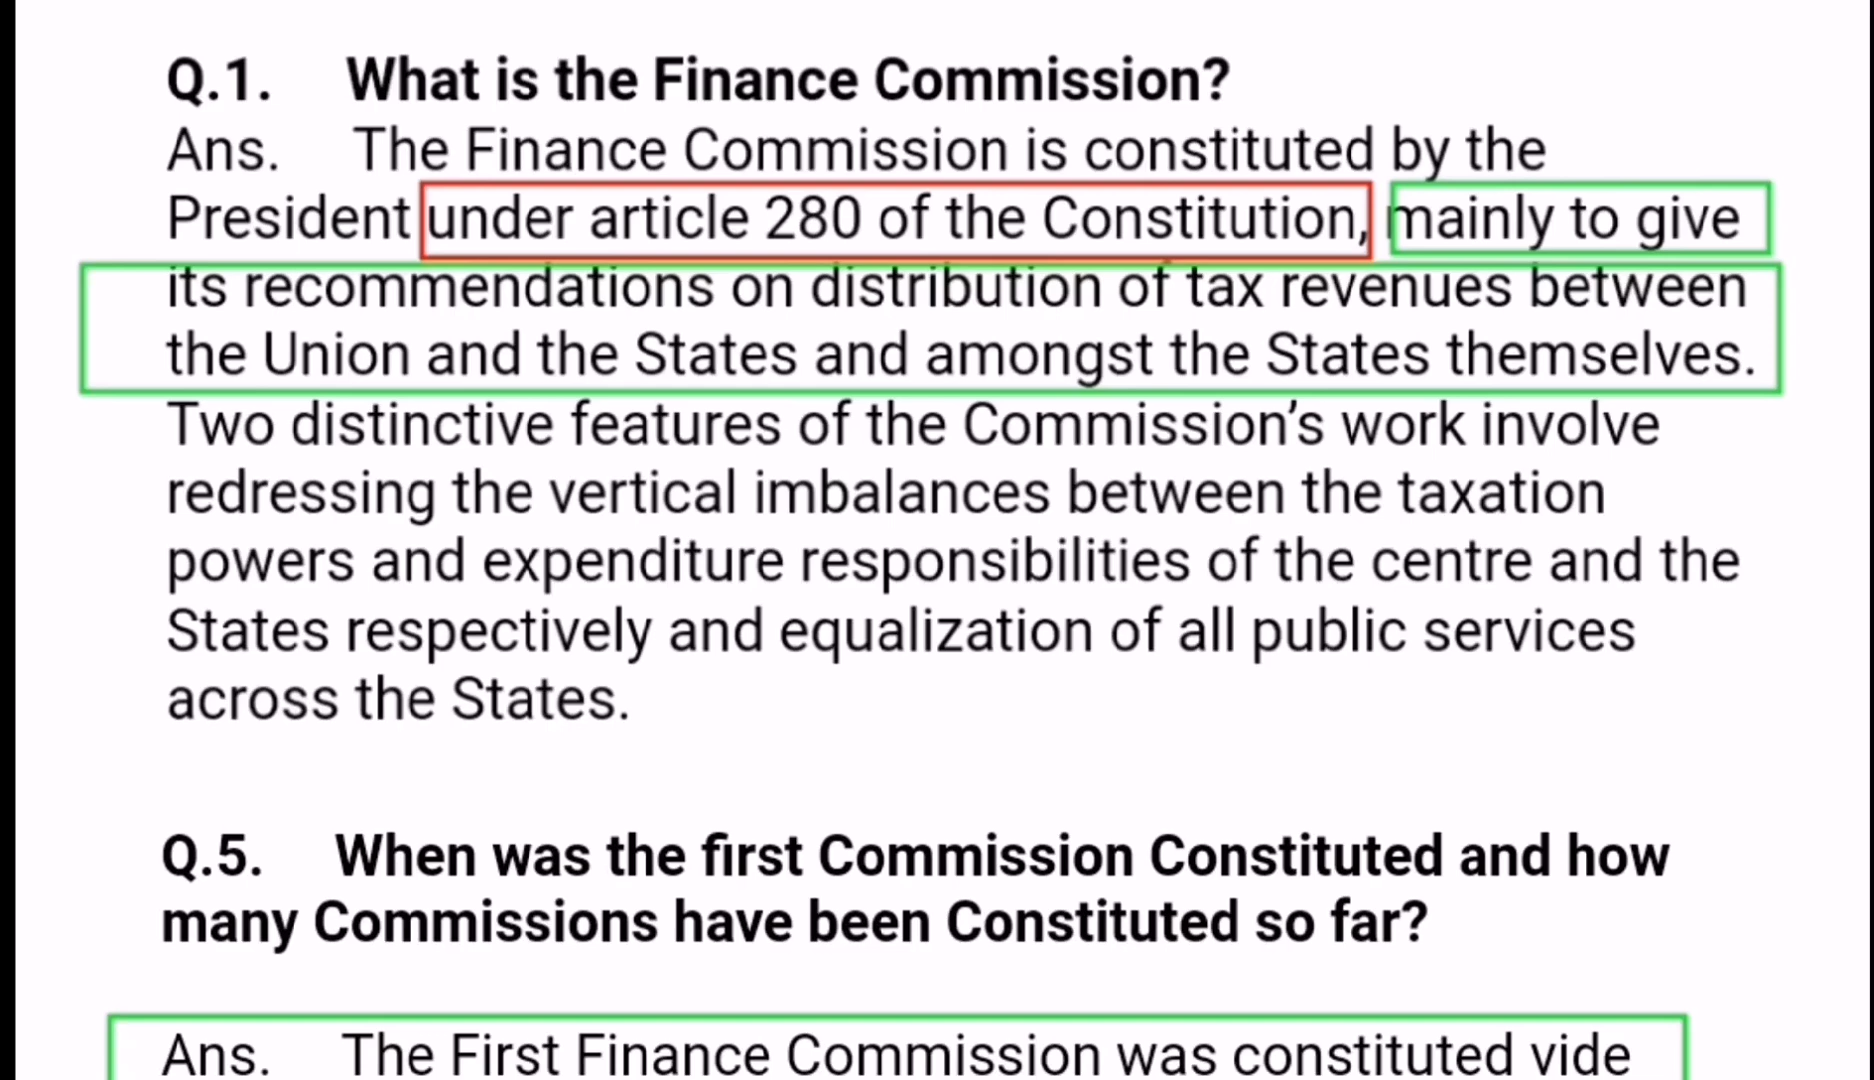 Q.1. What is the Finance Commission?
Ans. The Finance Commission is constituted by the
President under article 280 of the Constitution, mainly to give
its recommendations on distribution of tax revenues between
the Union and the States and amongst the States themselves.
Two distinctive features of the Commission’s work involve
redressing the vertical imbalances between the taxation
powers and expenditure responsibilities of the centre and the
States respectively and equalization of all public services
across the States.
Q.5. When was the first Commission Constituted and how
many Commissions have been Constituted so far?
Ans. The First Finance Commission was constituted vide